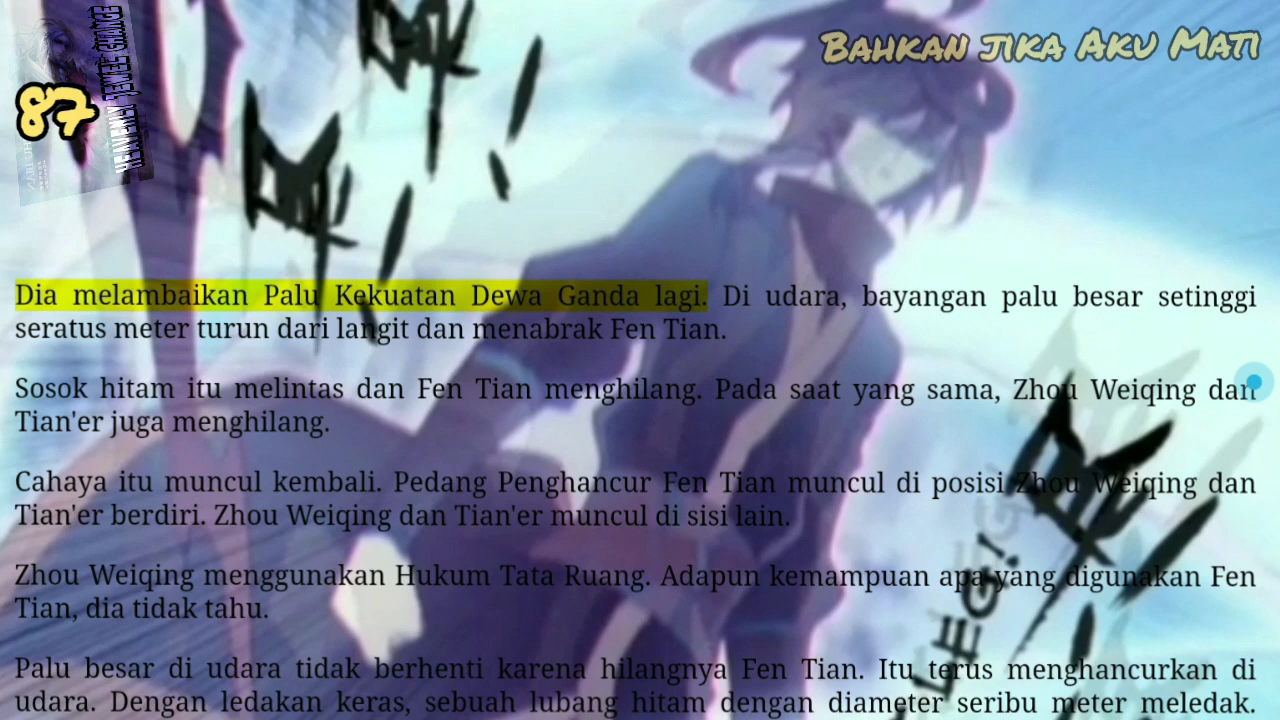 HEAVENLY JEWEL CHANGE
87
Bahkan jika Aku Mati
Dia melambaikan Palu Kekuatan Dewa Ganda lagi. Di udara, bayangan palu besar setinggi
seratus meter turun dari langit dan menabrak Fen Tian.
Sosok hitam itu melintas dan Fen Tian menghilang. Pada saat yang sama, Zhou Weiqing dan
Tian'er juga menghilang.
Cahaya itu muncul kembali. Pedang Penghancur Fen Tian muncul di posisi Zhou Weiqing dan
Tian'er berdiri. Zhou Weiqing dan Tian'er muncul di sisi lain.
Zhou Weiqing menggunakan Hukum Tata Ruang. Adapun kemampuan apa yang digunakan Fen
Tian, dia tidak tahu.
LEG!
Palu besar di udara tidak berhenti karena hilangnya Fen Tian. Itu terus menghancurkan di
udara. Dengan ledakan keras, sebuah lubang hitam dengan diameter seribu meter meledak.